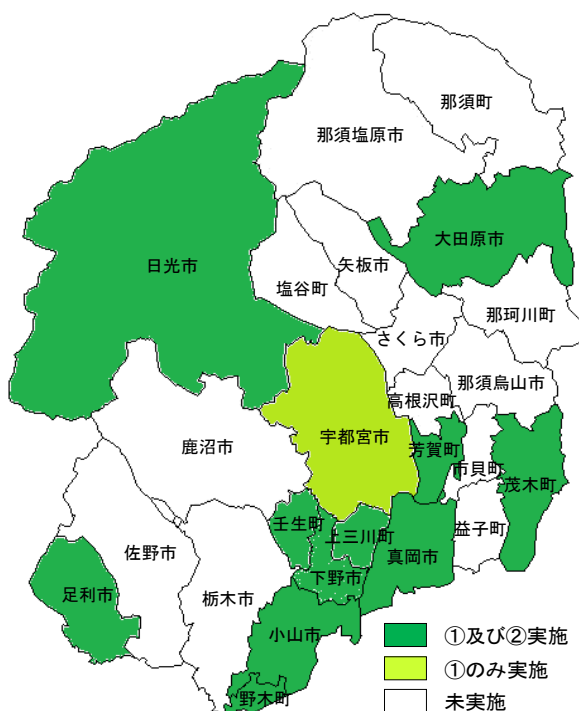 那須町
那須塩原市
大田原市
日光市
矢板市
塩谷町
那珂川町
さくら市
那須烏山市
高根沢町
宇都宮市
鹿沼市
芳賀町
市貝町
茂木町
壬生町
上三川町
益子町
真岡市
佐野市
下野市
足利市
栃木市
小山市
野木町
①及び②実施
①のみ実施
未実施